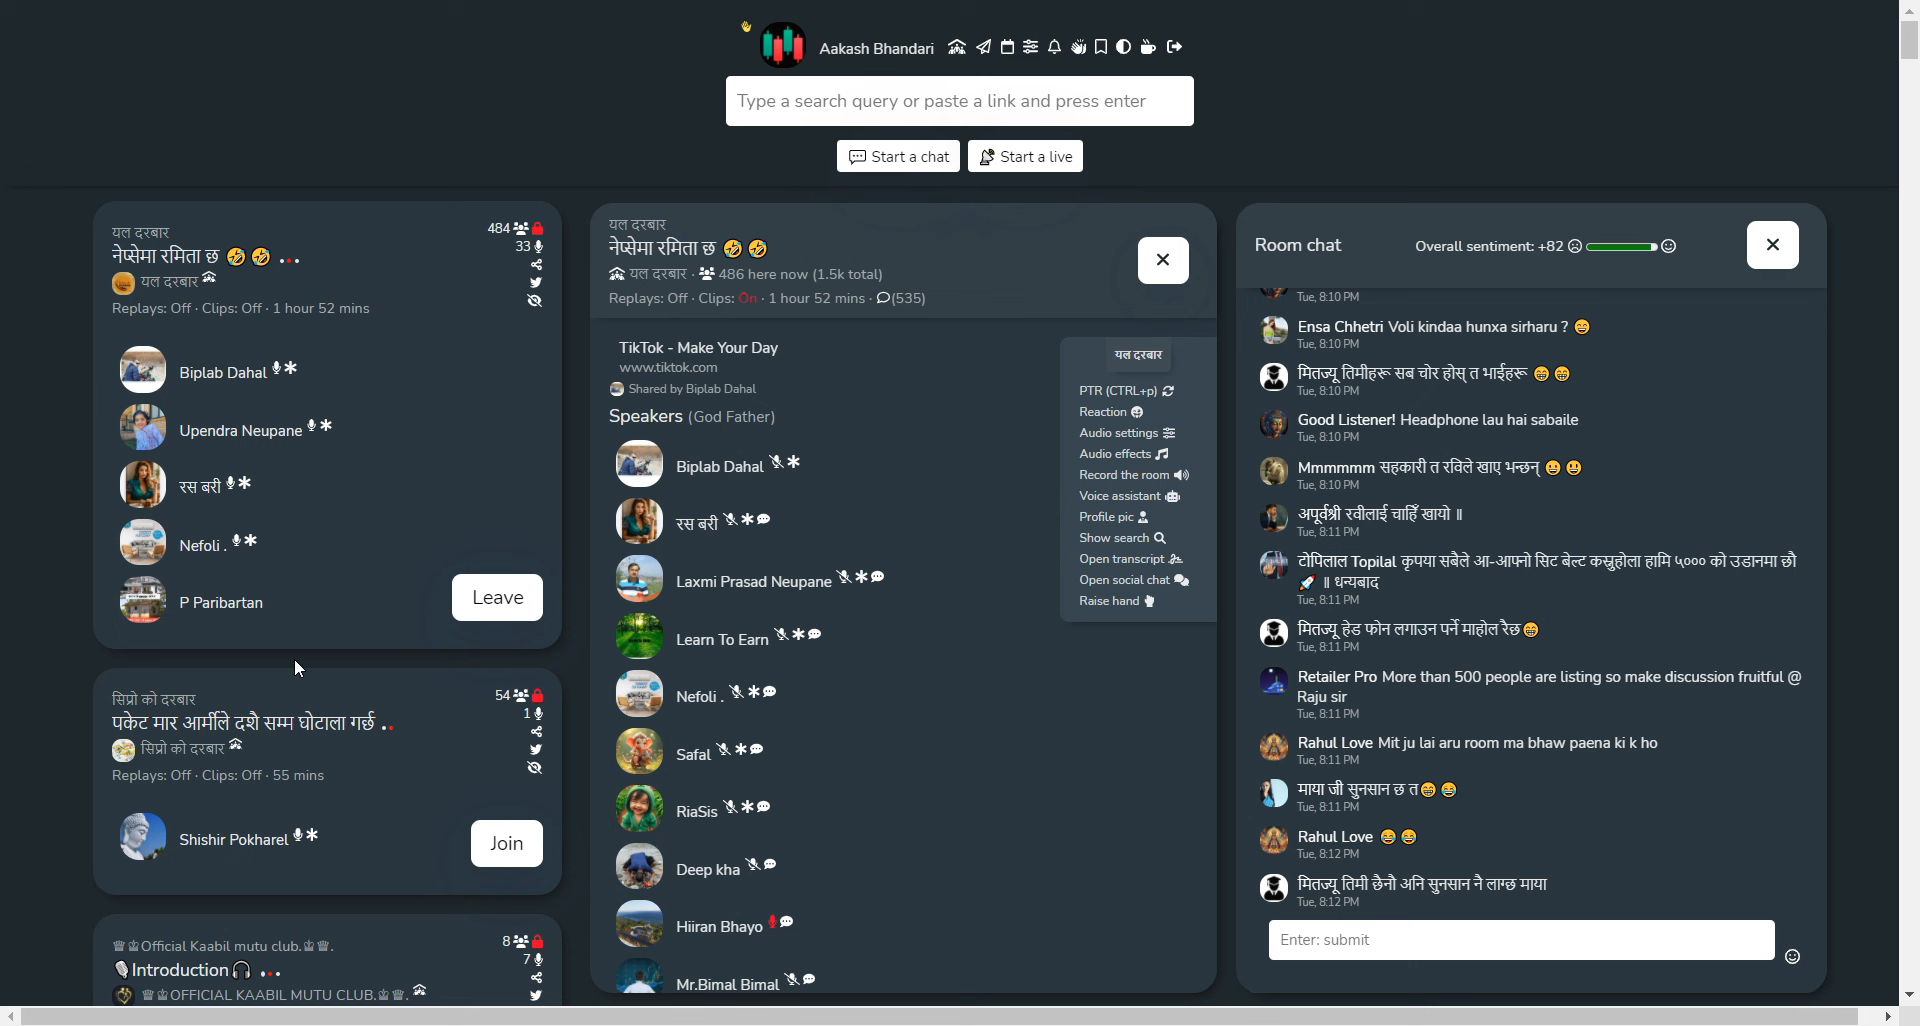 Aakash Bhandari
Type a search query or paste a link and press enter
Start a chat
Start a live
यल दरबार
484
नेप्सेमा रमिता छ 🤣 🤣 ...
33
यल दरबार
Replays: Off · Clips: Off · 1 hour 52 mins
Biplab Dahal
Upendra Neupane
रस बरी
Nefoli .
P Paribartan
Leave
सिप्रो को दरबार
54
पकेट मार आर्मीले दशै सम्म घोटाला गर्छ ..
1
सिप्रो को दरबार
Replays: Off · Clips: Off · 55 mins
Shishir Pokharel
Join
♕♔Official Kaabil mutu club.♔♕.
8
🎙Introduction🎧 ...
7
♕♔OFFICIAL KAABIL MUTU CLUB.♔♕.
यल दरबार
नेप्सेमा रमिता छ 🤣 🤣
यल दरबार · 486 here now (1.5k total)
Replays: Off · Clips: On · 1 hour 52 mins · (535)
TikTok - Make Your Day
www.tiktok.com
Shared by Biplab Dahal
Speakers (God Father)
Biplab Dahal
रस बरी
Laxmi Prasad Neupane
Learn To Earn
Nefoli .
Safal
RiaSis
Deep kha
Hiiran Bhayo
Mr.Bimal Bimal
यल दरबार
PTR (CTRL+p)
Reaction
Audio settings
Audio effects
Record the room
Voice assistant
Profile pic
Show search
Open transcript
Open social chat
Raise hand
Room chat
Overall sentiment: +82
Tue, 8:10 PM
Ensa Chhetri Voli kindaa hunxa sirharu ? 😁
Tue, 8:10 PM
मितज्यू तिमीहरू सब चोर होस् त भाईहरू 😁 😁
Tue, 8:10 PM
Good Listener! Headphone lau hai sabaile
Tue, 8:10 PM
Mmmmmm सहकारी त रविले खाए भन्छन् 😀 😃
Tue, 8:10 PM
अपूर्वश्री रवीलाई चाहिँ खायो ॥
Tue, 8:11 PM
टोपिलाल Topilal कृपया सबैले आ-आफ्नो सिट बेल्ट कस्नुहोला हामि ५००० को उडानमा छौ
🚀 ॥ धन्यबाद
Tue, 8:11 PM
मितज्यू हेड फोन लगाउन पर्ने माहोल रैछ😁
Tue, 8:11 PM
Retailer Pro More than 500 people are listing so make discussion fruitful @
Raju sir
Tue, 8:11 PM
Rahul Love Mit ju lai aru room ma bhaw paena ki k ho
Tue, 8:11 PM
माया जी सुनसान छ त😁 😂
Tue, 8:11 PM
Rahul Love 😂 😂
Tue, 8:12 PM
मितज्यू तिमी छैनौ अनि सुनसान नै लाग्छ माया
Tue, 8:12 PM
Enter: submit